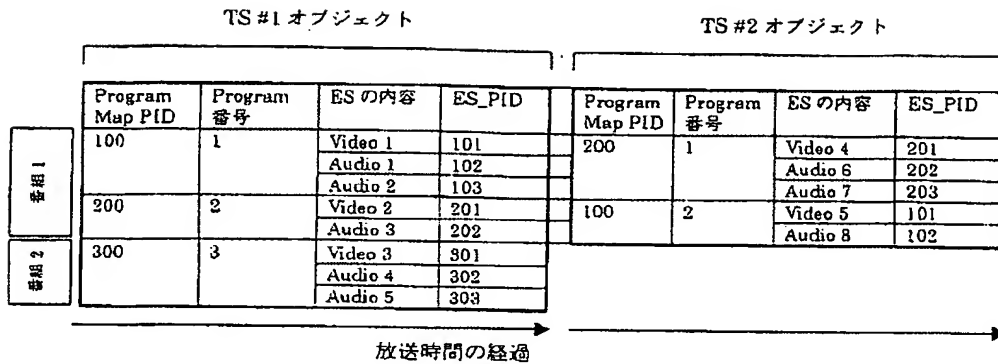 TS #1 オブジェクト
TS #2 オブジェクト
Program Map PID
Program 番号
ES の内容
ES_PID
番組 1
100
1
Video 1
101
Audio 1
102
Audio 2
103
200
2
Video 2
201
Audio 3
202
番組 2
300
3
Video 3
301
Audio 4
302
Audio 5
303
Program Map PID
Program 番号
ES の内容
ES_PID
200
1
Video 4
201
Audio 6
202
Audio 7
203
100
2
Video 5
101
Audio 8
102
放送時間の経過